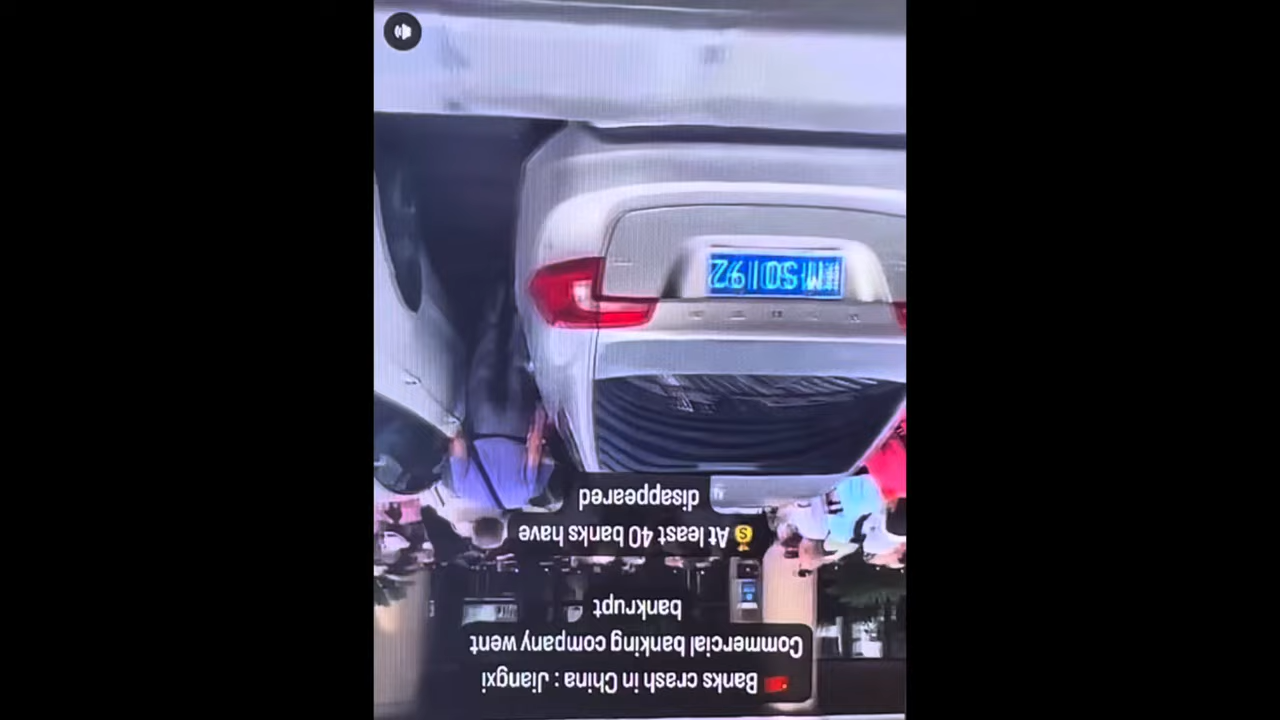 Banks crash in China : Jiangxi
Commercial banking company went
bankrupt
At least 40 banks have
disappeared